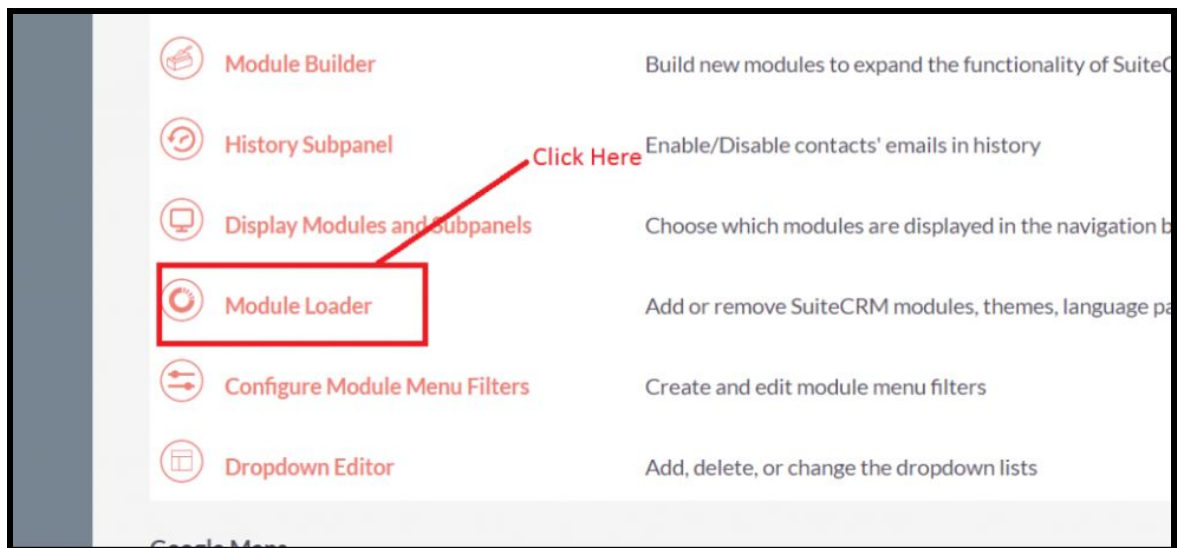 Module Builder
Build new modules to expand the functionality of Suite
History Subpanel
Click Here
Enable/Disable contacts' emails in history
Display Modules and Subpanels
Choose which modules are displayed in the navigation b
Module Loader
Add or remove SuiteCRM modules, themes, language pa
Configure Module Menu Filters
Create and edit module menu filters
Dropdown Editor
Add, delete, or change the dropdown lists
Google Maps